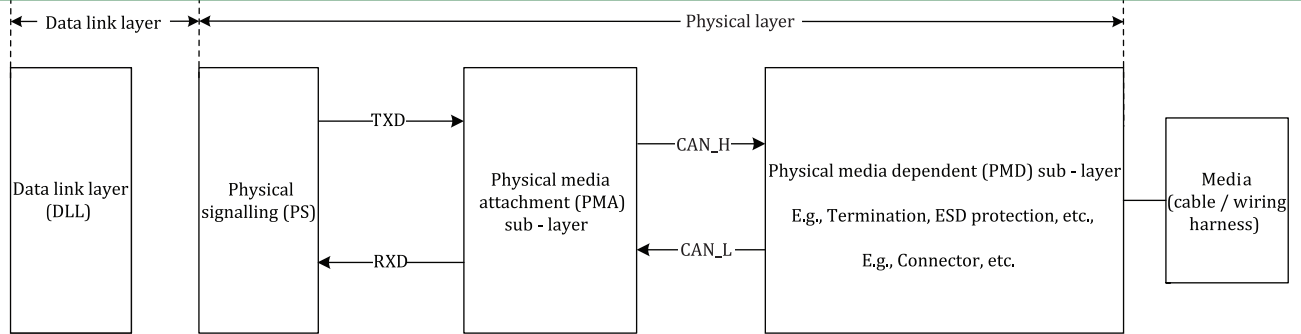 Data link layer
Physical layer
Data link layer
(DLL)
Physical
signalling (PS)
TXD
RXD
Physical media
attachment (PMA)
sub - layer
CAN_H
CAN_L
Physical media dependent (PMD) sub - layer
E.g., Termination, ESD protection, etc.,
E.g., Connector, etc.
Media
(cable / wiring
harness)